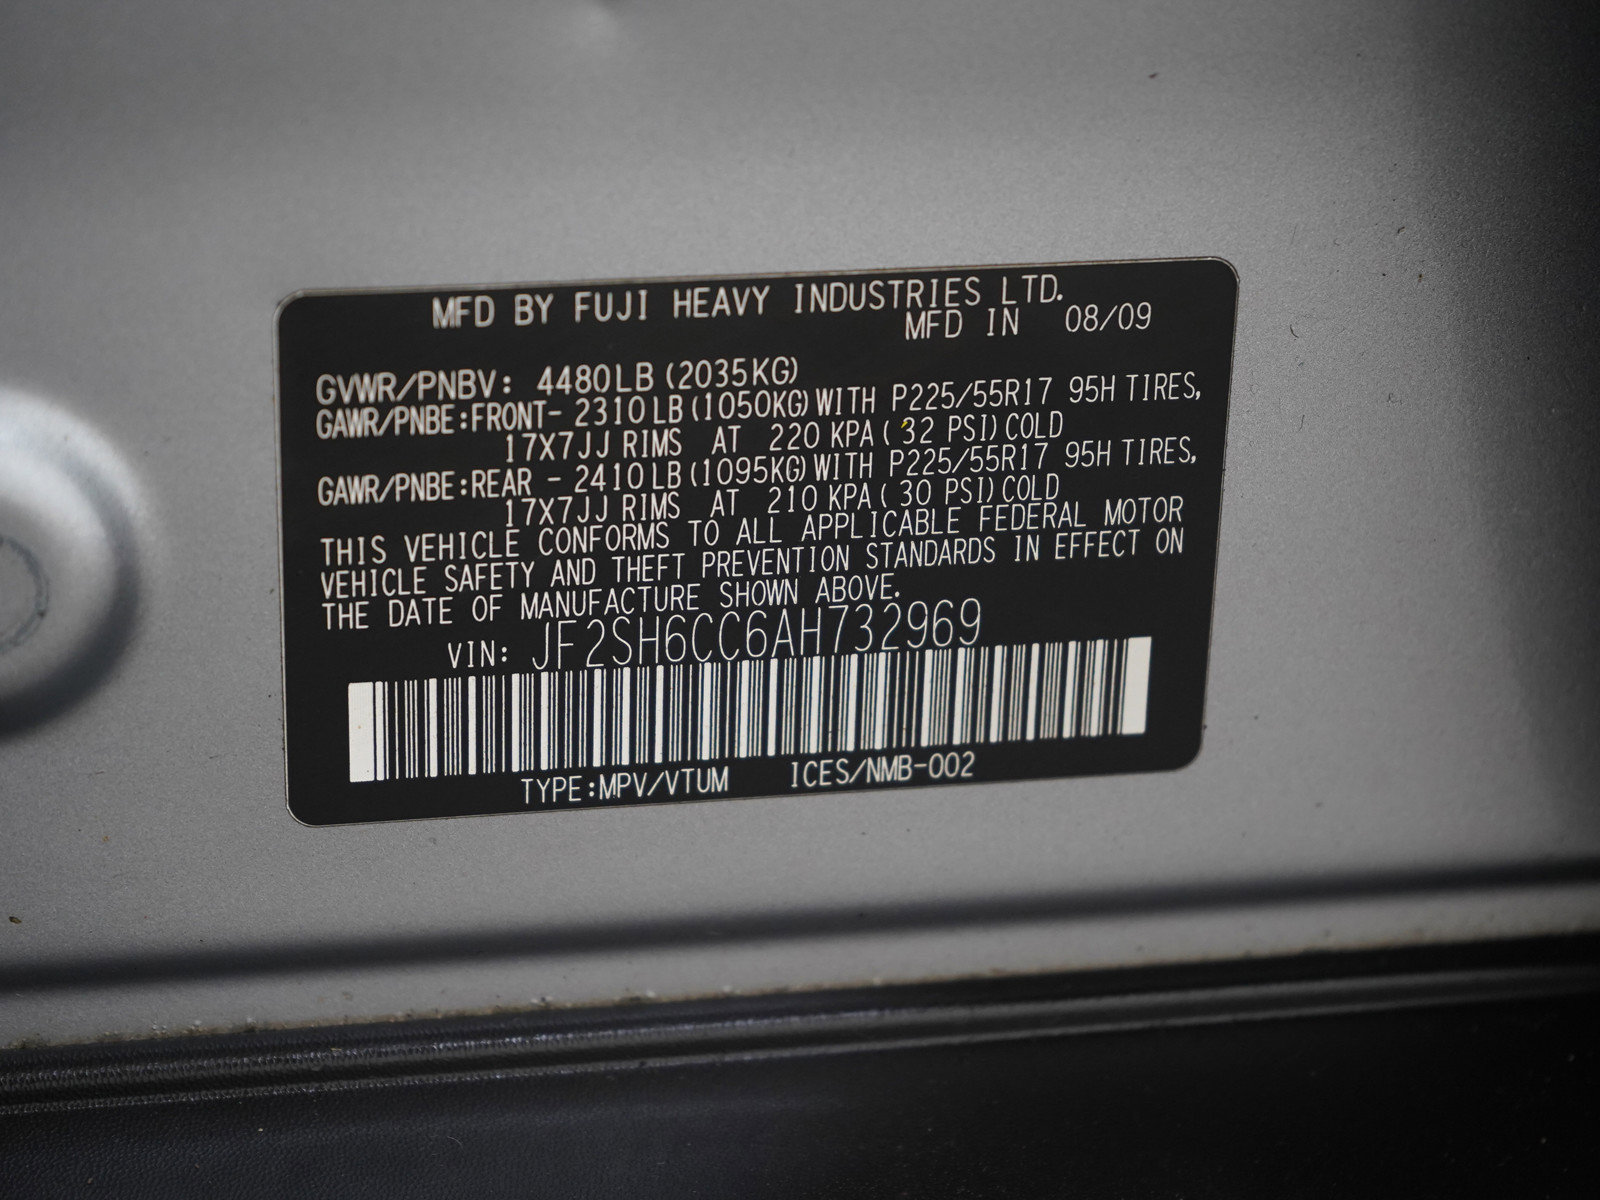 MFD BY FUJI HEAVY INDUSTRIES LTD.
MFD IN 08/09
GVWR/PNBV: 4480LB (2035KG)
GAWR/PNBE:FRONT- 2310LB (1050KG) WITH P225/55R17 95H TIRES,
17X7JJ RIMS AT 220 KPA ( 32 PSI) COLD
GAWR/PNBE:REAR - 2410LB (1095KG) WITH P225/55R17 95H TIRES,
17X7JJ RIMS AT 210 KPA ( 30 PSI) COLD
THIS VEHICLE CONFORMS TO ALL APPLICABLE FEDERAL MOTOR
VEHICLE SAFETY AND THEFT PREVENTION STANDARDS IN EFFECT ON
THE DATE OF MANUFACTURE SHOWN ABOVE.
VIN: JF2SH6CC6AH732969
TYPE:MPV/VTUM ICES/NMB-002